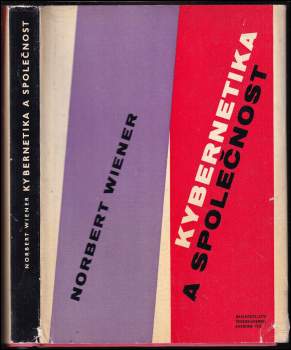 NORBERT WIENER KYBERNETIKA A SPOLEČNOST
NORBERT WIENER
KYBERNETIKA
A SPOLEČNOST